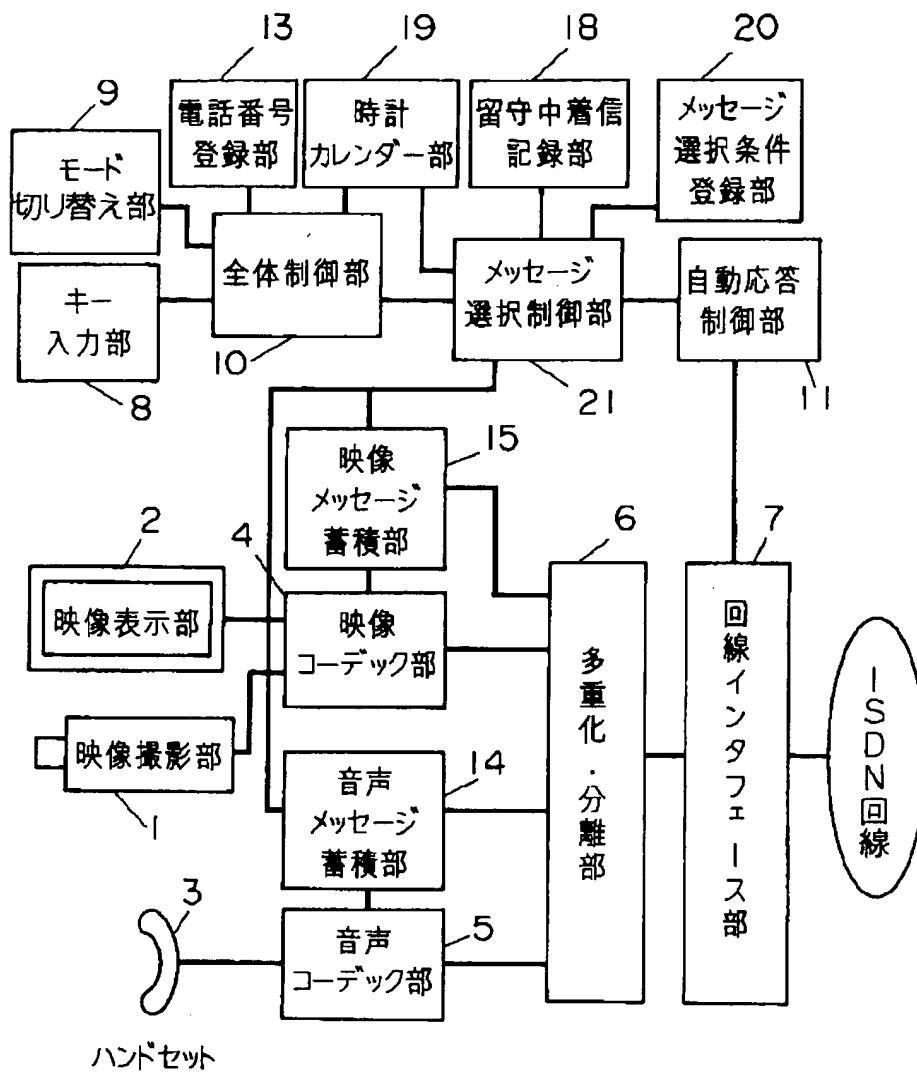 13
19
18
20
9
電話番号
登録部
時計
カレンダー部
留守中着信
記録部
メッセージ
選択条件
登録部
モード
切り替え部
全体制御部
メッセージ
選択制御部
自動応答
制御部
キー
入力部
8
10
21
11
15
映像
メッセージ
蓄積部
2
4
6
7
映像表示部
映像
コーデック部
映像撮影部
1
音声
メッセージ
蓄積部
14
多重化・分離部
回線インタフェース部
ISDN回線
3
音声
コーデック部
5
ハンドセット